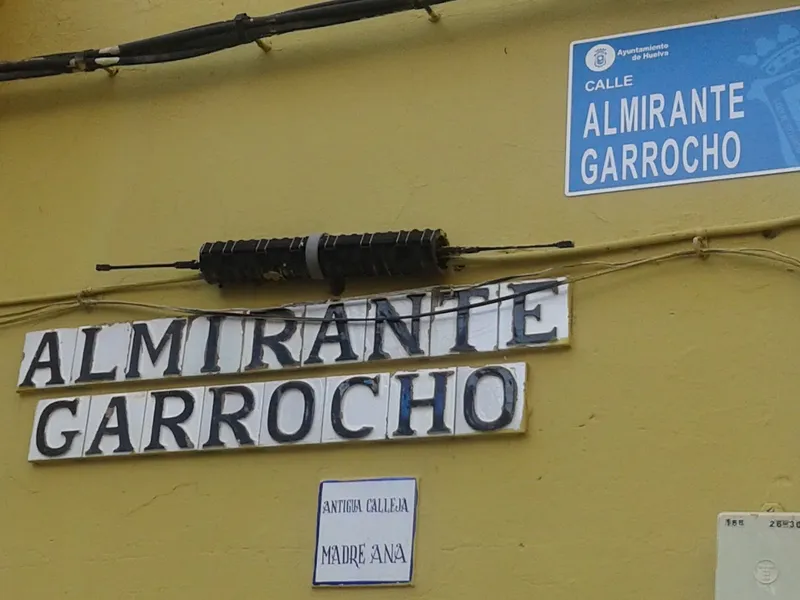 Ayuntamiento
de Huelva
CALLE
ALMIRANTE
GARROCHO
ALMIRANTE
GARROCHO
ANTIGUA CALLEJA
MADRE ANA